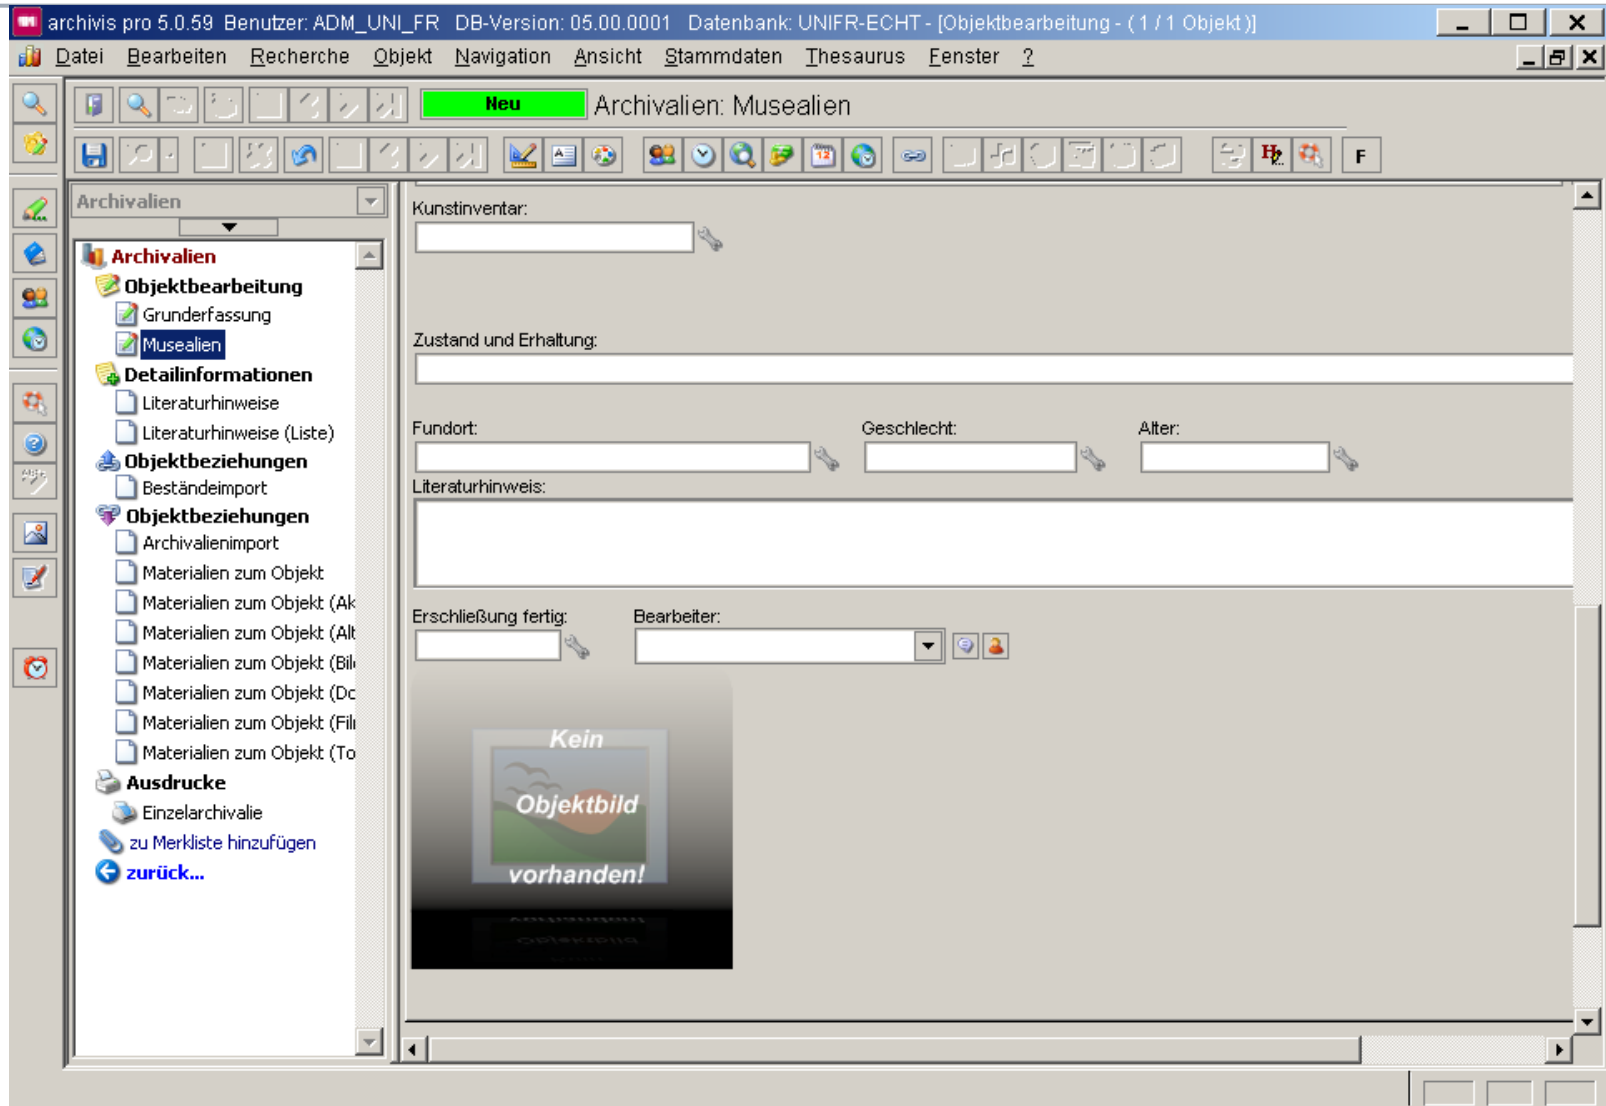 archivis pro 5.0.59 Benutzer: ADM_UNI_FR DB-Version: 05.00.0001 Datenbank: UNIFR-ECHT - [Objektbearbeitung - ( 1 / 1 Objekt )]
Datei Bearbeiten Recherche Objekt Navigation Ansicht Stammdaten Thesaurus Fenster ?
Neu Archivalien: Musealien
12
F
Archivalien
Archivalien
Objektbearbeitung
Grunderfassung
Musealien
Detailinformationen
Literaturhinweise
Literaturhinweise (Liste)
Objektbeziehungen
Beständeimport
Objektbeziehungen
Archivalienimport
Materialien zum Objekt
Materialien zum Objekt (Ak
Materialien zum Objekt (Alt
Materialien zum Objekt (Bil
Materialien zum Objekt (Do
Materialien zum Objekt (Fil
Materialien zum Objekt (To
Ausdrucke
Einzelarchivalie
zu Merkliste hinzufügen
zurück...
Kunstinventar:
Zustand und Erhaltung:
Fundort: Geschlecht: Alter:
Literaturhinweis:
Erschließung fertig: Bearbeiter:
Kein
Objektbild
vorhanden!